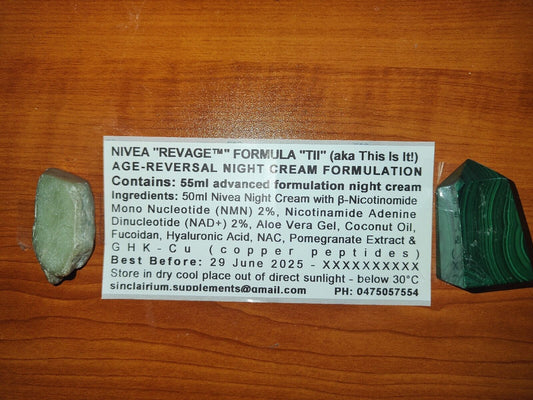 NIVEA "REVAGE™" FORMULA "TII" (aka This Is It!)
AGE-REVERSAL NIGHT CREAM FORMULATION
Contains: 55ml advanced formulation night cream
Ingredients: 50ml Nivea Night Cream with β-Nicotinomide
Mono Nucleotide (NMN) 2%, Nicotinamide Adenine
Dinucleotide (NAD+) 2%, Aloe Vera Gel, Coconut Oil,
Fucoidan, Hyaluronic Acid, NAC, Pomegranate Extract &
GHK-Cu (copper peptides)
Best Before: 29 June 2025 - XXXXXXXXXX
Store in dry cool place out of direct sunlight - below 30°C
sinclairium.supplements@gmail.com PH: 0475057554